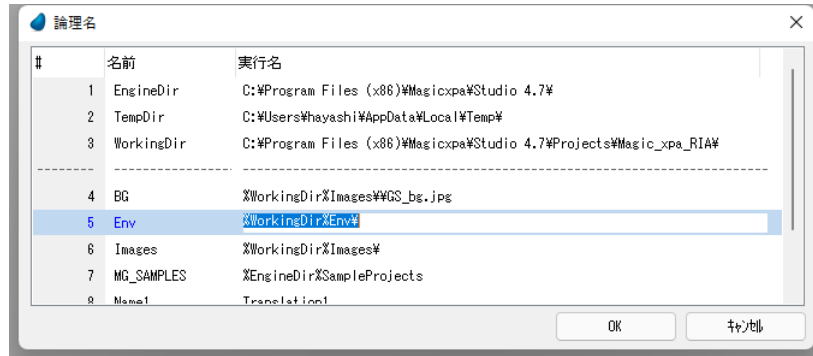 論理名
# 名前 実行名
1 EngineDir C:¥Program Files (x86)¥Magicxpa¥Studio 4.7¥
2 TempDir C:¥Users¥hayashi¥AppData¥Local¥Temp¥
3 WorkingDir C:¥Program Files (x86)¥Magicxpa¥Studio 4.7¥Projects¥Magic_xpa_RIA¥
4 BG %WorkingDir%Images¥¥GS_bg.jpg
5 Env %WorkingDir%Env¥
6 Images %WorkingDir%Images¥
7 MG_SAMPLES %EngineDir%SampleProjects
8 Name1 Translation1
OK キャンセル